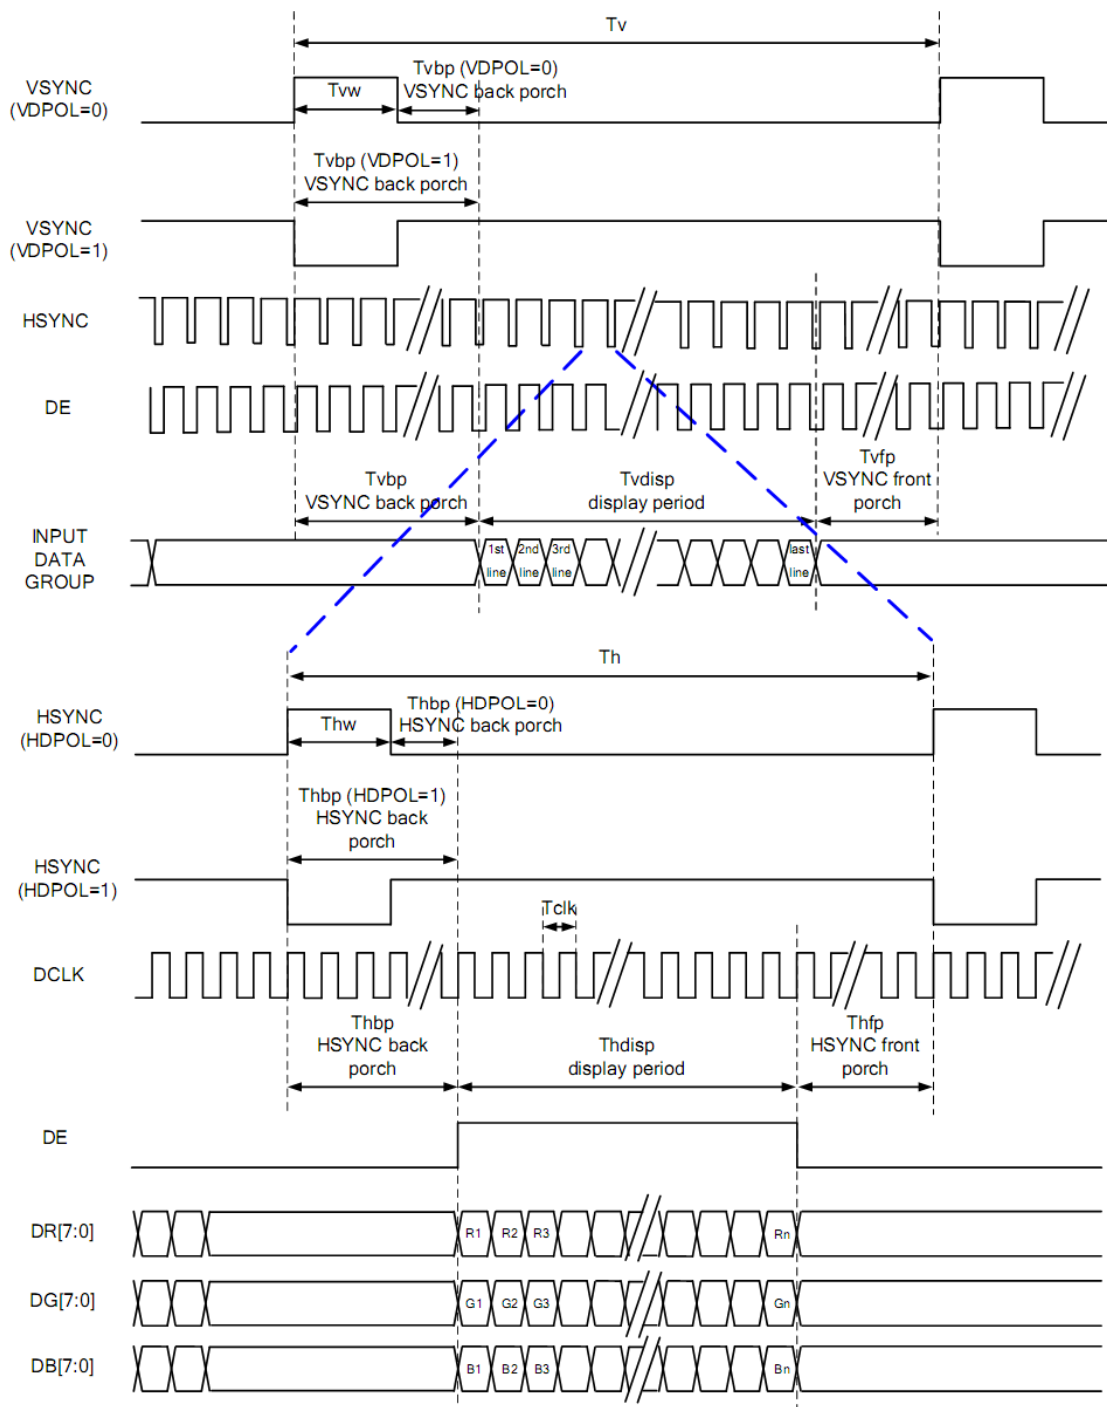 Tv
VSYNC
(VDPOL=0)
Tvw
Tvbp (VDPOL=0)
VSYNC back porch
Tvbp (VDPOL=1)
VSYNC back porch
VSYNC
(VDPOL=1)
HSYNC
DE
Tvbp
VSYNC back porch
Tvdisp
display period
Tvfp
VSYNC front
porch
INPUT
DATA
GROUP
1st
line
2nd
line
3rd
line
last
line
Th
HSYNC
(HDPOL=0)
Thw
Thbp (HDPOL=0)
HSYNC back porch
Thbp (HDPOL=1)
HSYNC back
porch
HSYNC
(HDPOL=1)
Tclk
DCLK
Thbp
HSYNC back
porch
Thdisp
display period
Thfp
HSYNC front
porch
DE
DR[7:0]
R1 R2 R3 Rn
DG[7:0]
G1 G2 G3 Gn
DB[7:0]
B1 B2 B3 Bn